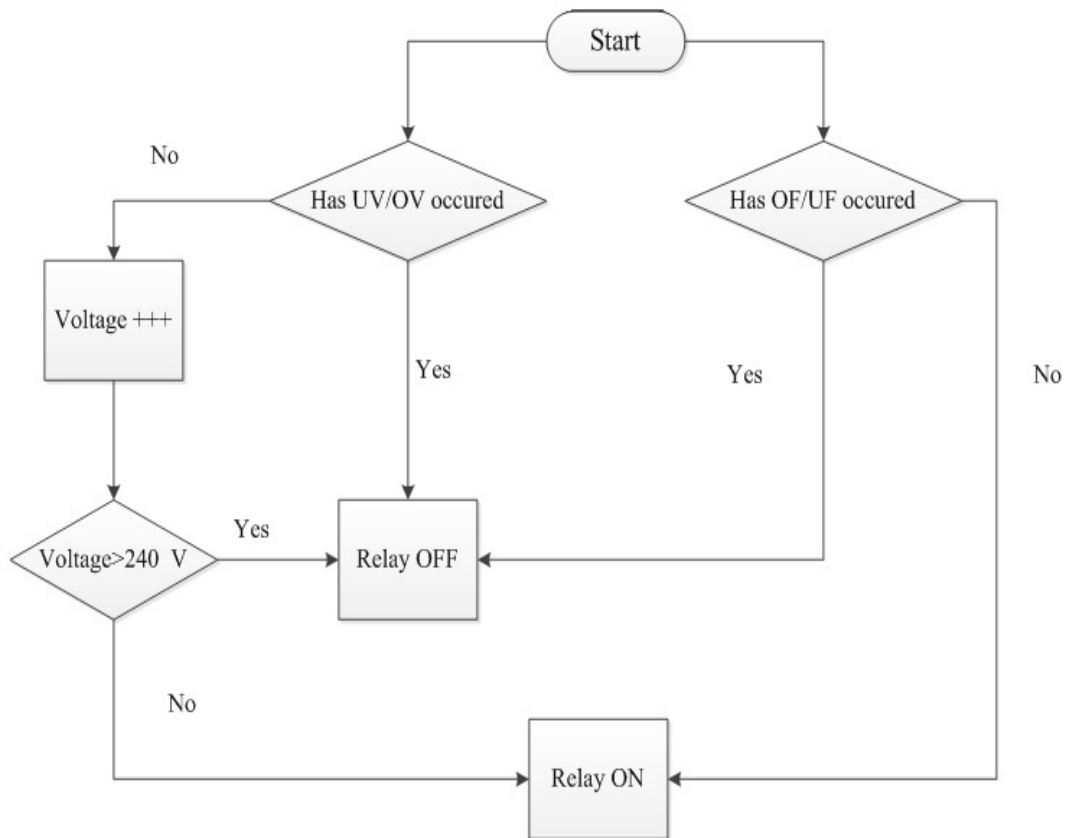 Start
No
Has UV/OV occured
Has OF/UF occured
Voltage +++
Yes
Yes
No
Voltage>240 V
Yes
Relay OFF
No
Relay ON